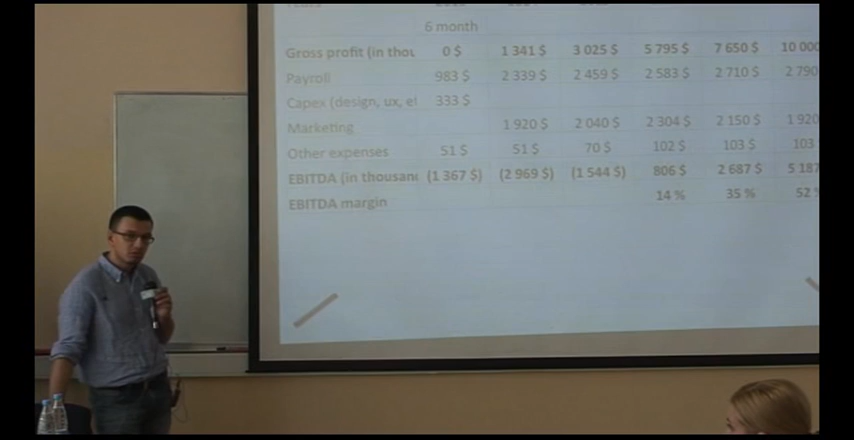 6 month
Gross profit (in thou 0 $ 1 341 $ 3 025 $ 5 795 $ 7 650 $ 10 000
Payroll 983 $ 2 339 $ 2 459 $ 2 583 $ 2 710 $ 2 790
Capex (design, ux, et 333 $
Marketing 1 920 $ 2 040 $ 2 304 $ 2 150 $ 1 920
Other expenses 51 $ 51 $ 70 $ 102 $ 103 $ 103
EBITDA (in thousand (1 367 $) (2 969 $) (1 544 $) 806 $ 2 687 $ 5 187
EBITDA margin 14 % 35 % 52 %